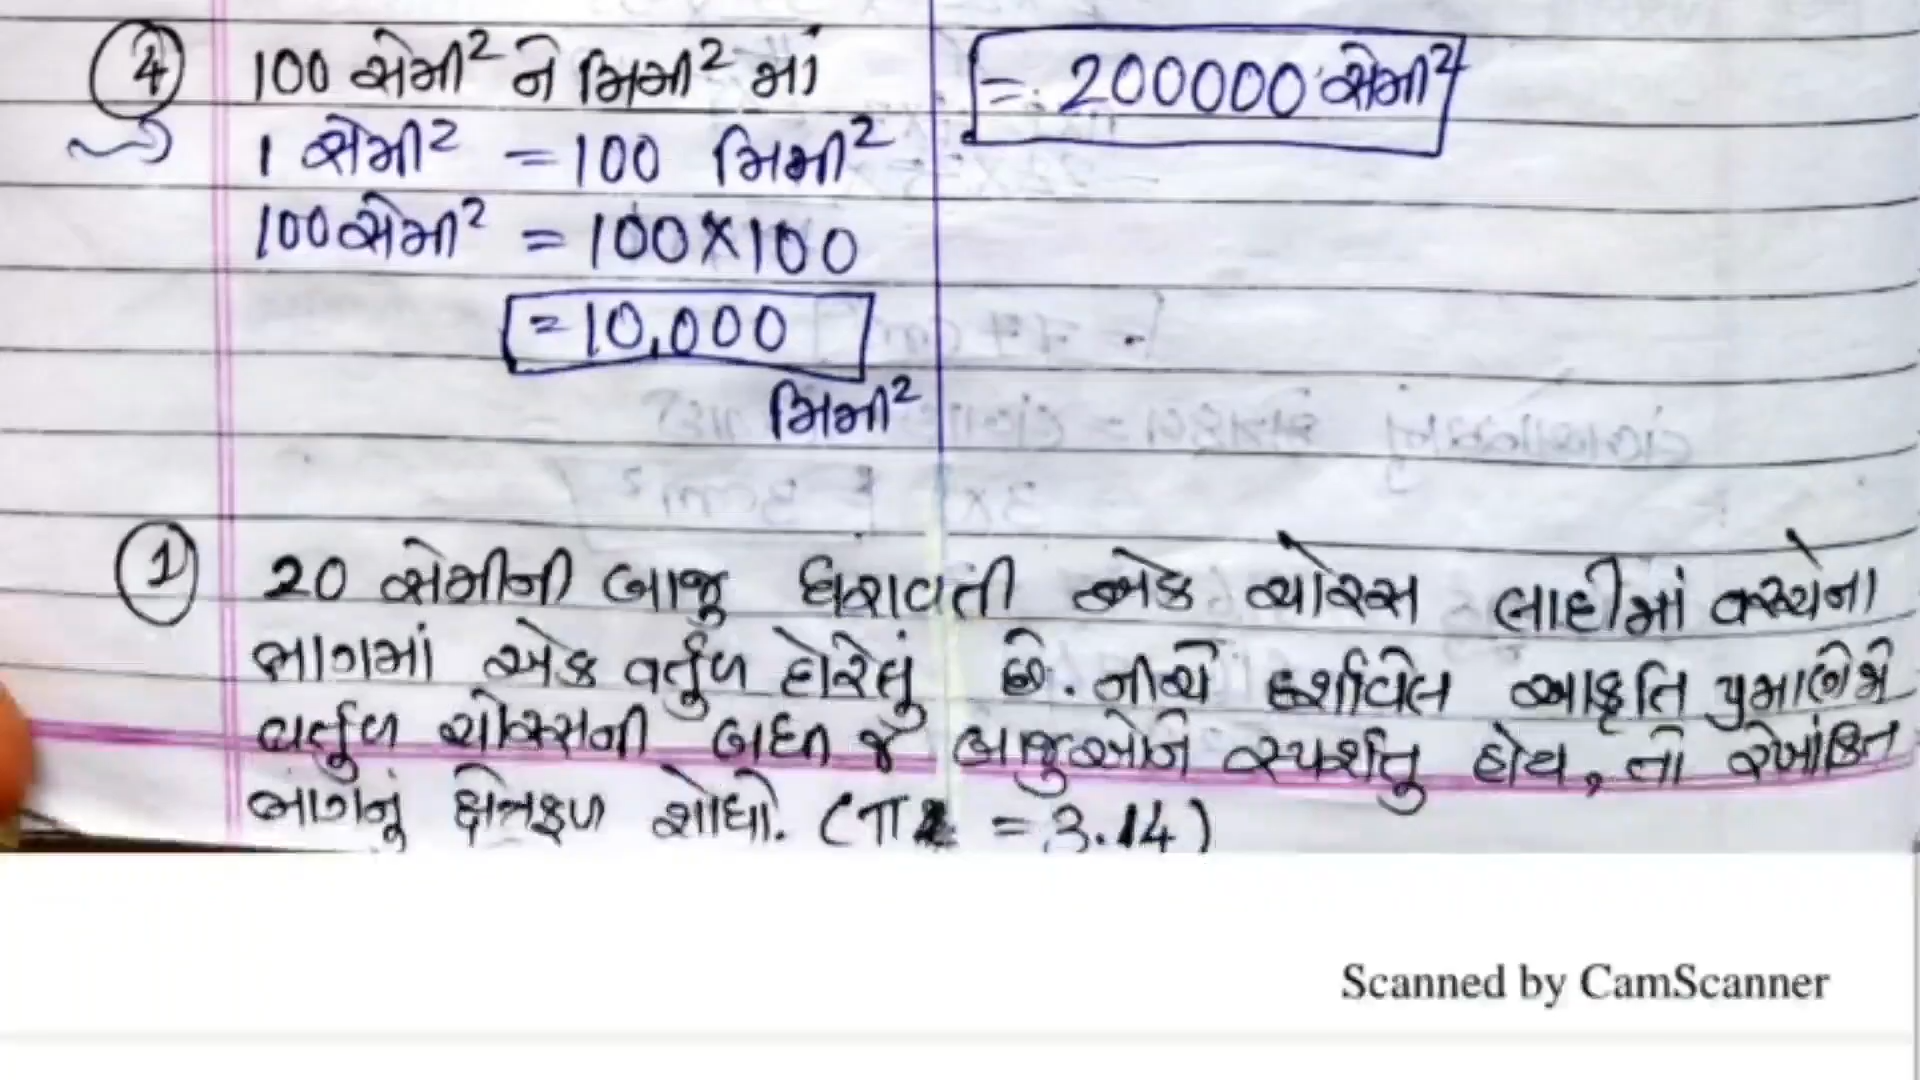 4 100 સેમી² ને મિમી² માં
1 સેમી² = 100 મિમી²
100 સેમી² = 100×100
= 10,000
મિમી²
= 200000 સેમી²
1 20 સેમીની બાજુ ધરાવતી એક ચોરસ લાદીમાં વચ્ચેના
ભાગમાં એક વર્તુળ દોરેલું છે. નીચે દર્શાવેલ આકૃતિ પ્રમાણે
વર્તુળ ચોરસની બધી જ બાજુઓને સ્પર્શતુ હોય, તો રેખાંકિત
ભાગનું ક્ષેત્રફળ શોધો. (π = 3.14)
Scanned by CamScanner